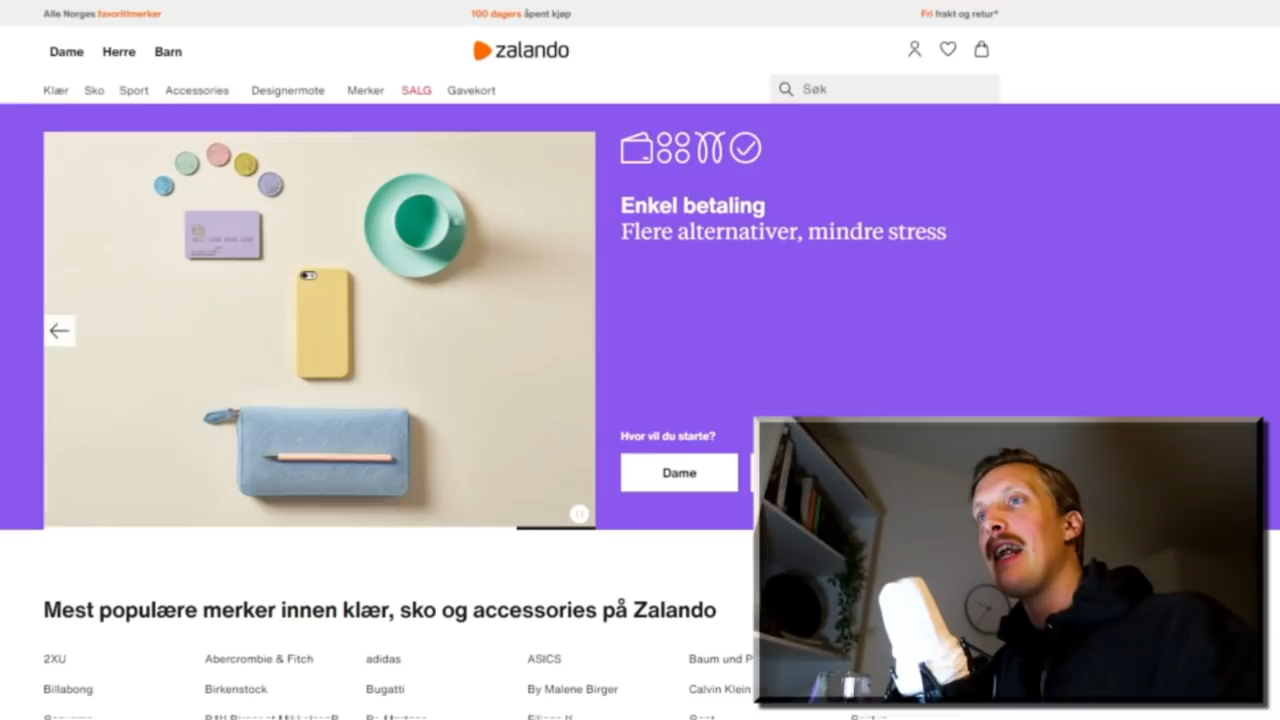 Alle Norges favorittmerker
100 dagers åpent kjøp
Fri frakt og retur*
Dame Herre Barn
zalando
Klær Sko Sport Accessories Designermote Merker SALG Gavekort
Søk
Enkel betaling
Flere alternativer, mindre stress
Hvor vil du starte?
Dame
Mest populære merker innen klær, sko og accessories på Zalando
2XU Abercrombie & Fitch adidas ASICS Baum und P
Billabong Birkenstock Bugatti By Malene Birger Calvin Klein